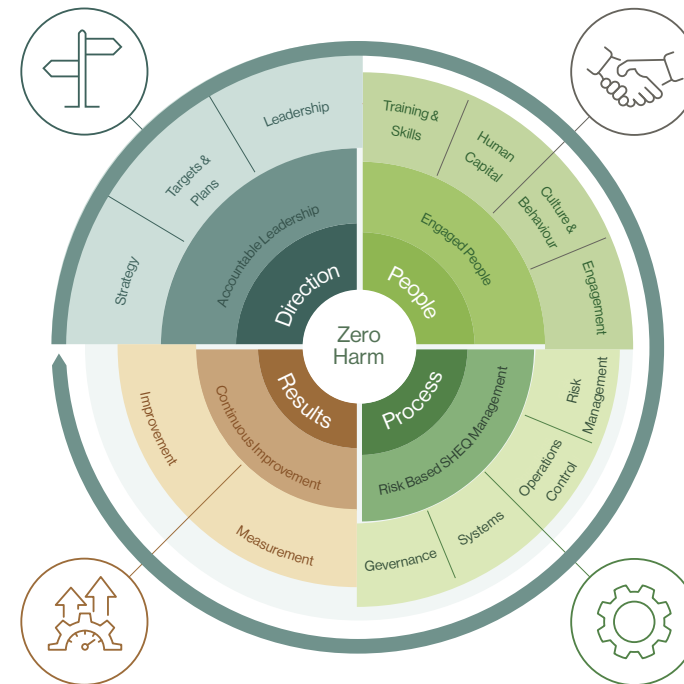 Leadership
Targets &
Plans
Strategy
Accountable Leadership
Direction
Training &
Skills
Human
Capital
Culture &
Behaviour
Engagement
Engaged People
People
Zero
Harm
Results
Continuous Improvement
Improvement
Measurement
Process
Risk Based SHEQ Management
Risk
Management
Operations
Control
Systems
Governance